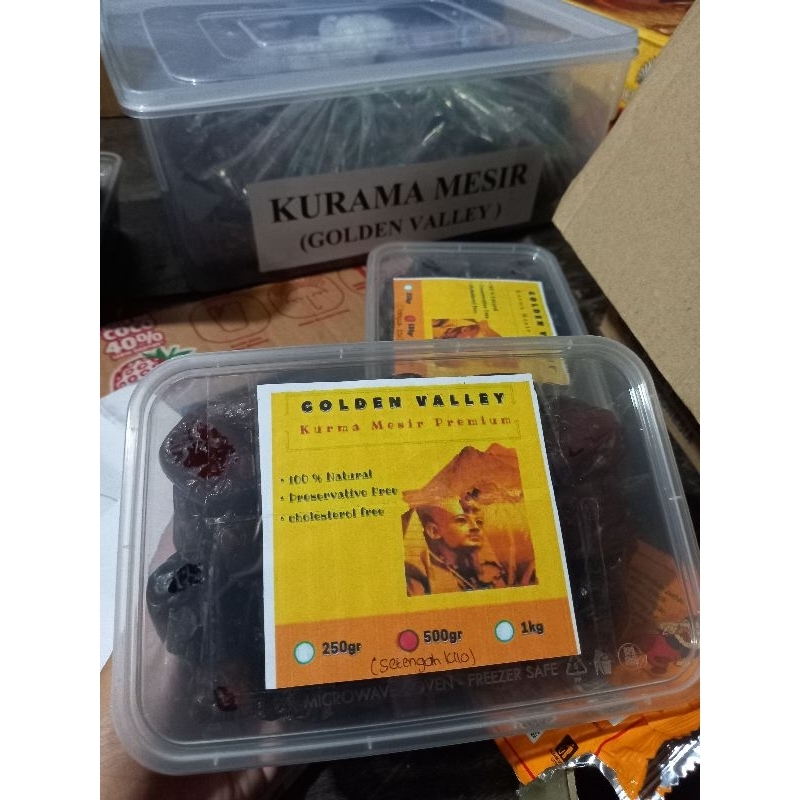 KURAMA MESIR
(GOLDEN VALLEY)
COCO
40%
GOLDEN VALLEY
Kurma Mesir Premium
• 100 % Natural
• Preservative Free
• cholesterol free
250gr
500gr
1kg
(Setengah kilo)
MICROWAVE OVEN - FREEZER SAFE